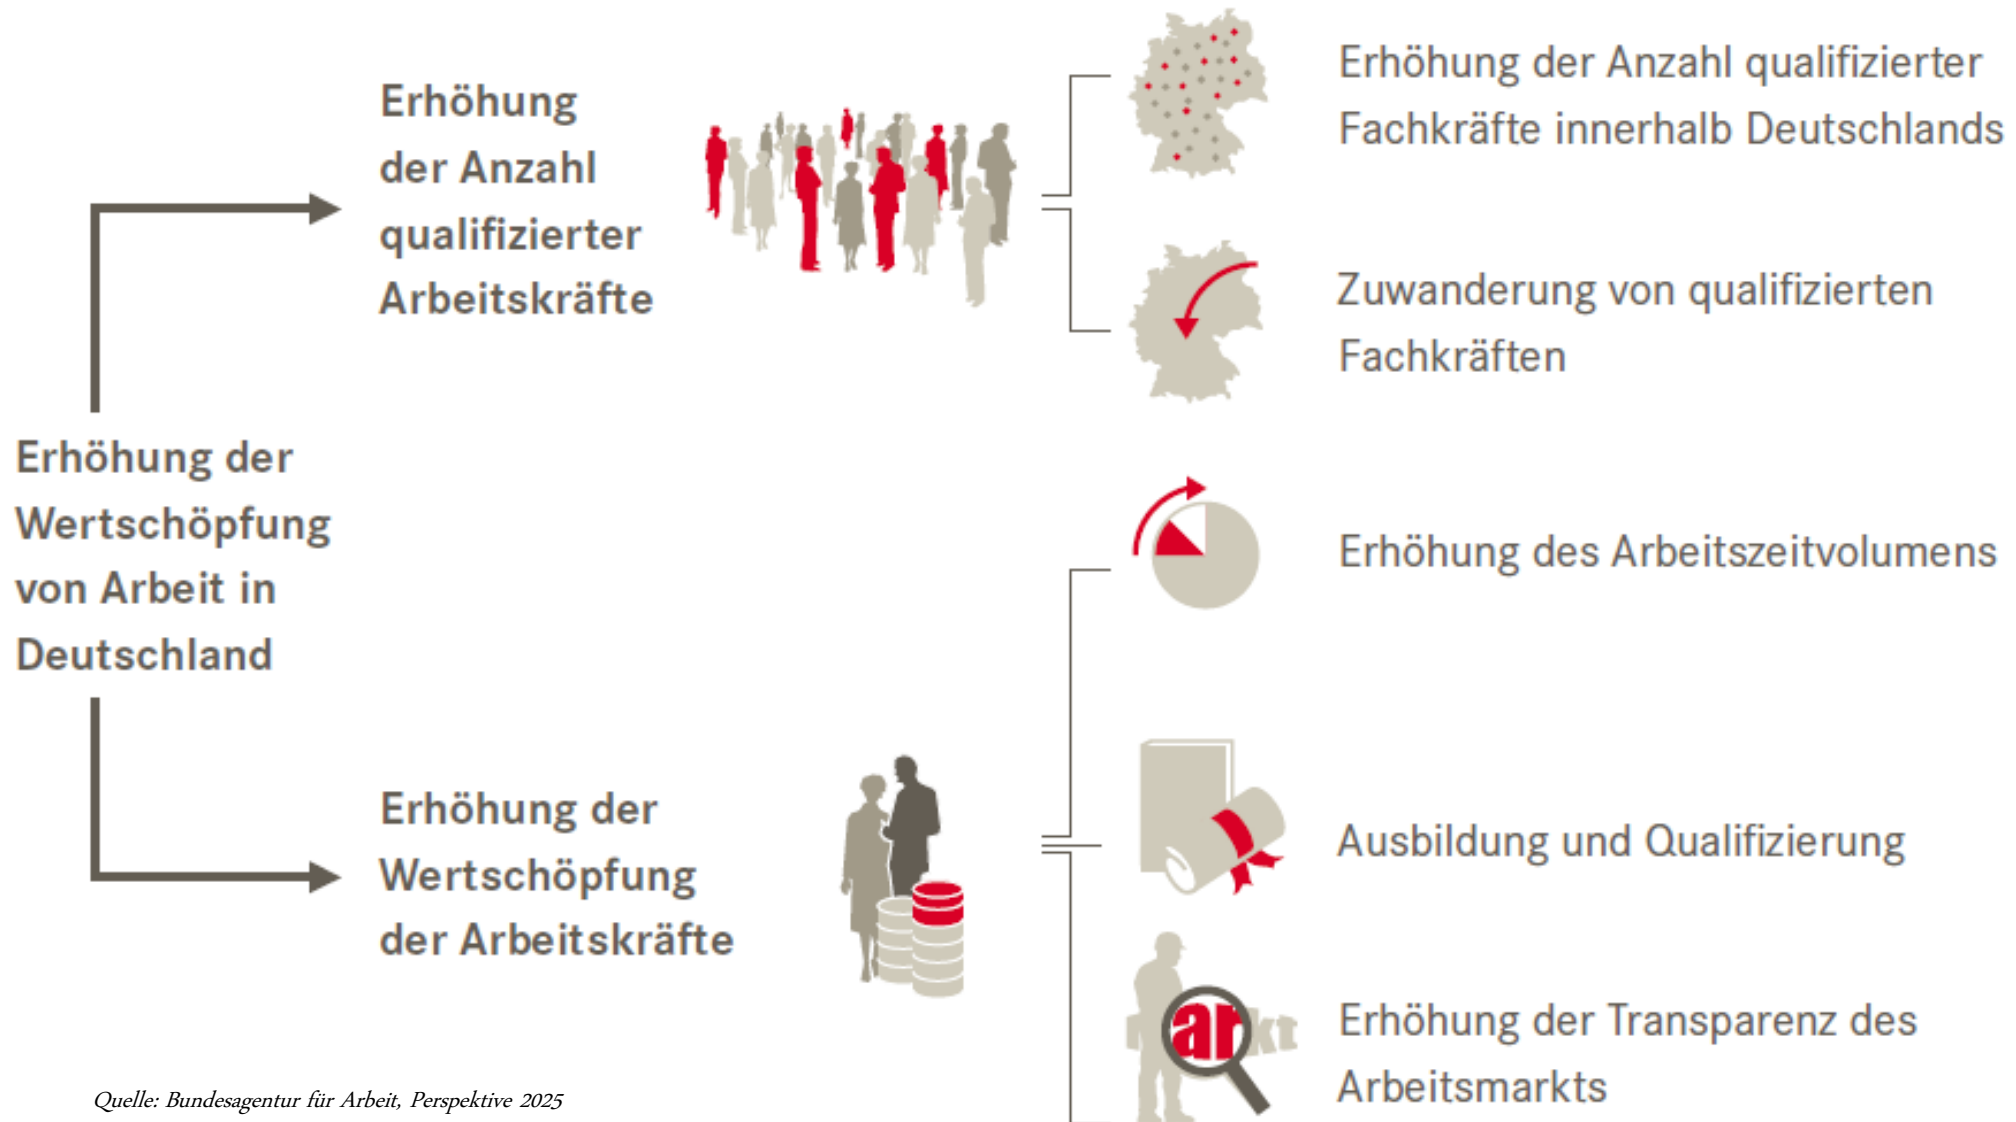 Erhöhung der
Wertschöpfung
von Arbeit in
Deutschland
Erhöhung
der Anzahl
qualifizierter
Arbeitskräfte
Erhöhung der Anzahl qualifizierter
Fachkräfte innerhalb Deutschlands
Zuwanderung von qualifizierten
Fachkräften
Erhöhung der
Wertschöpfung
der Arbeitskräfte
Erhöhung des Arbeitszeitvolumens
Ausbildung und Qualifizierung
arkt
Erhöhung der Transparenz des
Arbeitsmarkts
Quelle: Bundesagentur für Arbeit, Perspektive 2025